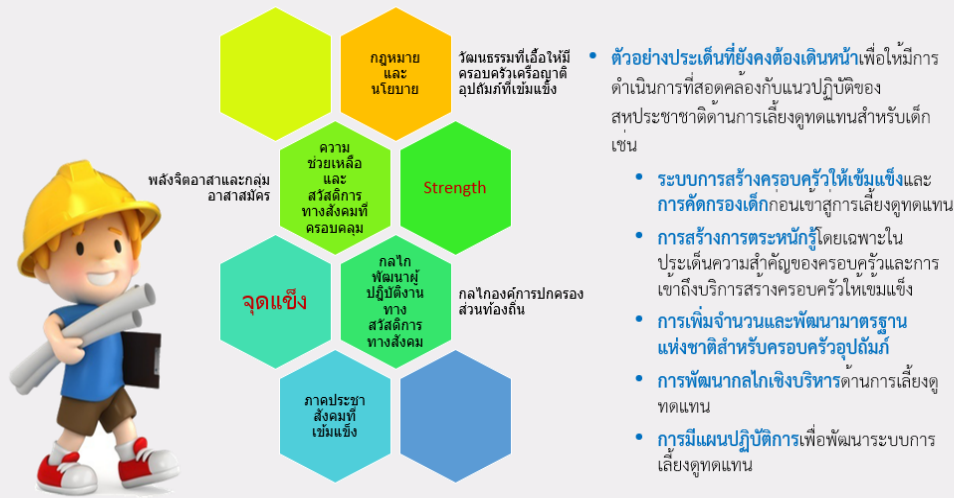 กฎหมาย
และ
นโยบาย
วัฒนธรรมที่เอื้อให้มี
ครอบครัวเครือญาติ
อุปถัมภ์ที่เข้มแข็ง
พลังจิตอาสาและกลุ่ม
อาสาสมัคร
ความ
ช่วยเหลือ
และ
สวัสดิการ
ทางสังคมที่
ครอบคลุม
Strength
จุดแข็ง
กลไก
พัฒนาผู้
ปฏิบัติงาน
ทาง
สวัสดิการ
ทางสังคม
กลไกองค์การปกครอง
ส่วนท้องถิ่น
ภาคประชา
สังคมที่
เข้มแข็ง
• ตัวอย่างประเด็นที่ยังคงต้องเดินหน้าเพื่อให้มีการ
ดำเนินการที่สอดคล้องกับแนวปฏิบัติของ
สหประชาชาติด้านการเลี้ยงดูทดแทนสำหรับเด็ก
เช่น
• ระบบการสร้างครอบครัวให้เข้มแข็งและ
การคัดกรองเด็กก่อนเข้าสู่การเลี้ยงดูทดแทน
• การสร้างการตระหนักรู้โดยเฉพาะใน
ประเด็นความสำคัญของครอบครัวและการ
เข้าถึงบริการสร้างครอบครัวให้เข้มแข็ง
• การเพิ่มจำนวนและพัฒนามาตรฐาน
แห่งชาติสำหรับครอบครัวอุปถัมภ์
• การพัฒนากลไกเชิงบริหารด้านการเลี้ยงดู
ทดแทน
• การมีแผนปฏิบัติการเพื่อพัฒนาระบบการ
เลี้ยงดูทดแทน